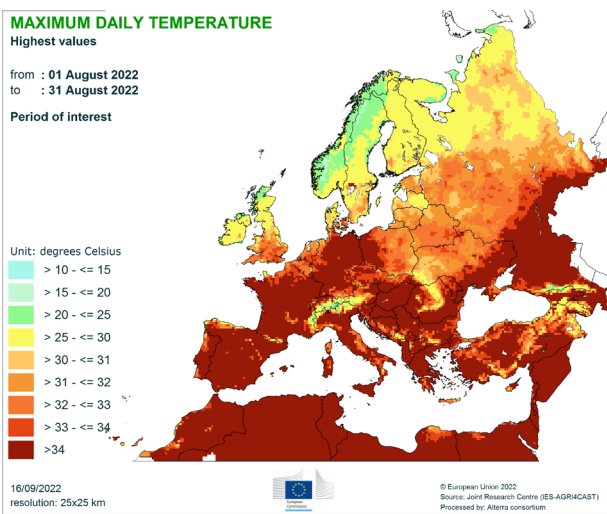 MAXIMUM DAILY TEMPERATURE
Highest values
from : 01 August 2022
to : 31 August 2022
Period of interest
Unit: degrees Celsius
> 10 - <= 15
> 15 - <= 20
> 20 - <= 25
> 25 - <= 30
> 30 - <= 31
> 31 - <= 32
> 32 - <= 33
> 33 - <= 34
>34
16/09/2022
resolution: 25x25 km
European
Commission
© European Union 2022
Source: Joint Research Centre (IES-AGRI4CAST)
Processed by: Alterra consortium